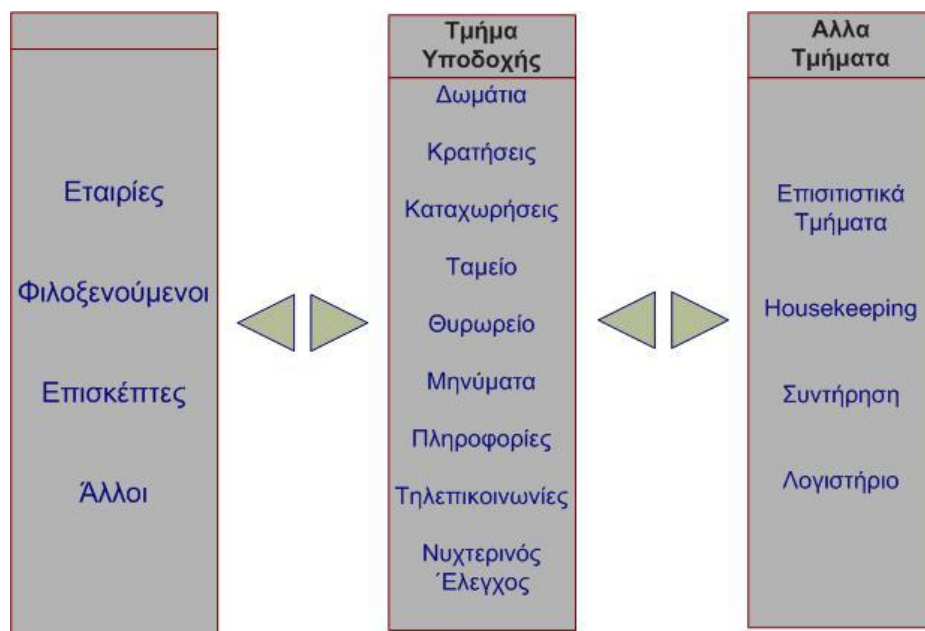 Εταιρίες
Φιλοξενούμενοι
Επισκέπτες
Άλλοι
Τμήμα
Υποδοχής
Δωμάτια
Κρατήσεις
Καταχωρήσεις
Ταμείο
Θυρωρείο
Μηνύματα
Πληροφορίες
Τηλεπικοινωνίες
Νυχτερινός
Έλεγχος
Αλλα
Τμήματα
Επισιτιστικά
Τμήματα
Housekeeping
Συντήρηση
Λογιστήριο